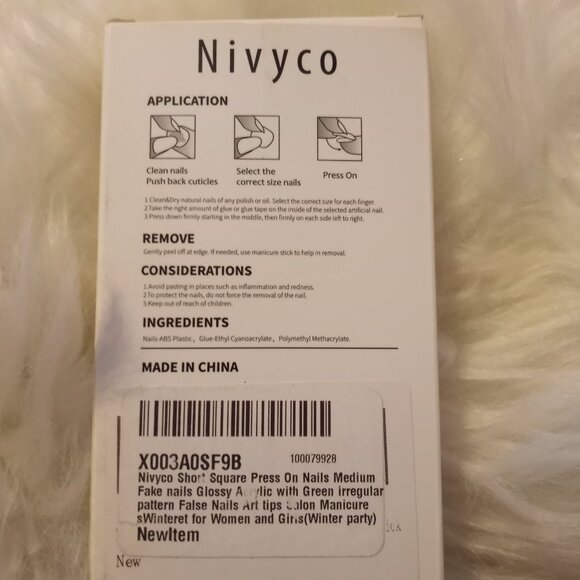 Nivyco
APPLICATION
Clean nails
Push back cuticles
Select the
correct size nails
Press On
1.Clean&Dry natural nails of any polish or oil. Select the correct size for each finger.
2.Take the right amount of glue or glue tape on the inside of the selected artificial nail.
3.Press down firmly starting in the middle, then firmly on each side left to right.
REMOVE
Gently peel off at edge. If needed, use manicure stick to help in removal.
CONSIDERATIONS
1.Avoid pasting in places such as inflammation and redness.
2.To protect the nails, do not force the removal of the nail.
3.Keep out of reach of children.
INGREDIENTS
Nails-ABS Plastic, Glue-Ethyl Cyanoacrylate, Polymethyl Methacrylate.
MADE IN CHINA
X003A0SF9B
100079928
Nivyco Short Square Press On Nails Medium
Fake nails Glossy Acrylic with Green irregular
pattern False Nails Art tips Salon Manicure
sWinteret for Women and Girls(Winter party)
NewItem
New